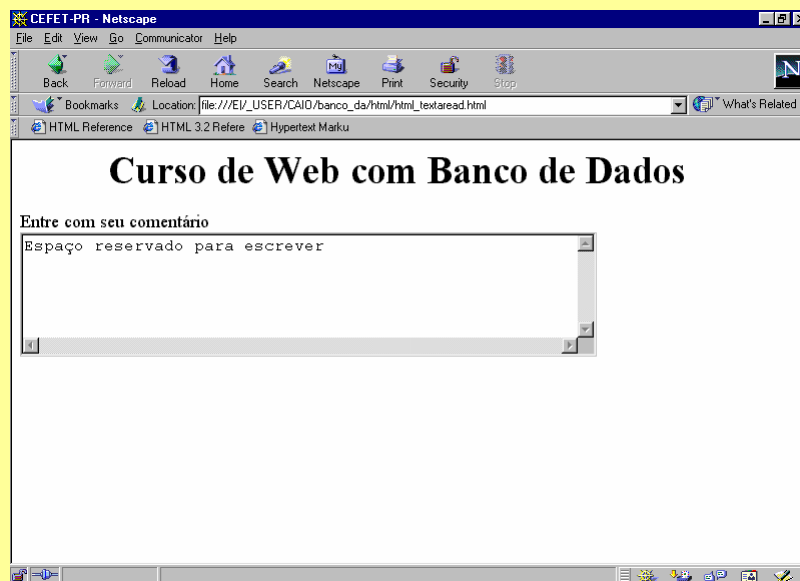 CEFET-PR - Netscape
File Edit View Go Communicator Help
Back Forward Reload Home Search Netscape Print Security Stop
Bookmarks Location: file:///E|/_USER/CAIO/banco_da/html/html_textaread.html What's Related
HTML Reference HTML 3.2 Refere Hypertext Marku
Curso de Web com Banco de Dados
Entre com seu comentário
Espaço reservado para escrever